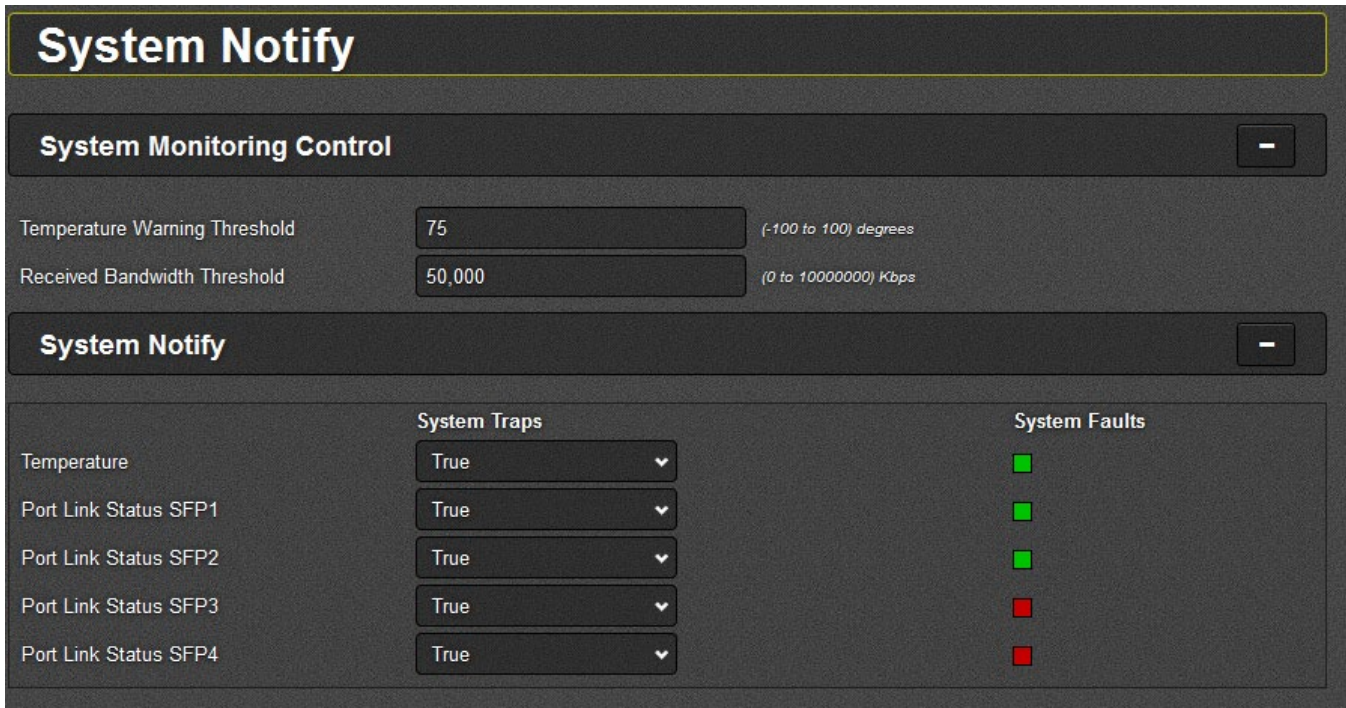 System Notify
System Monitoring Control −
Temperature Warning Threshold 75 (-100 to 100) degrees
Received Bandwidth Threshold 50,000 (0 to 10000000) Kbps
System Notify −
System Traps System Faults
Temperature True
Port Link Status SFP1 True
Port Link Status SFP2 True
Port Link Status SFP3 True
Port Link Status SFP4 True